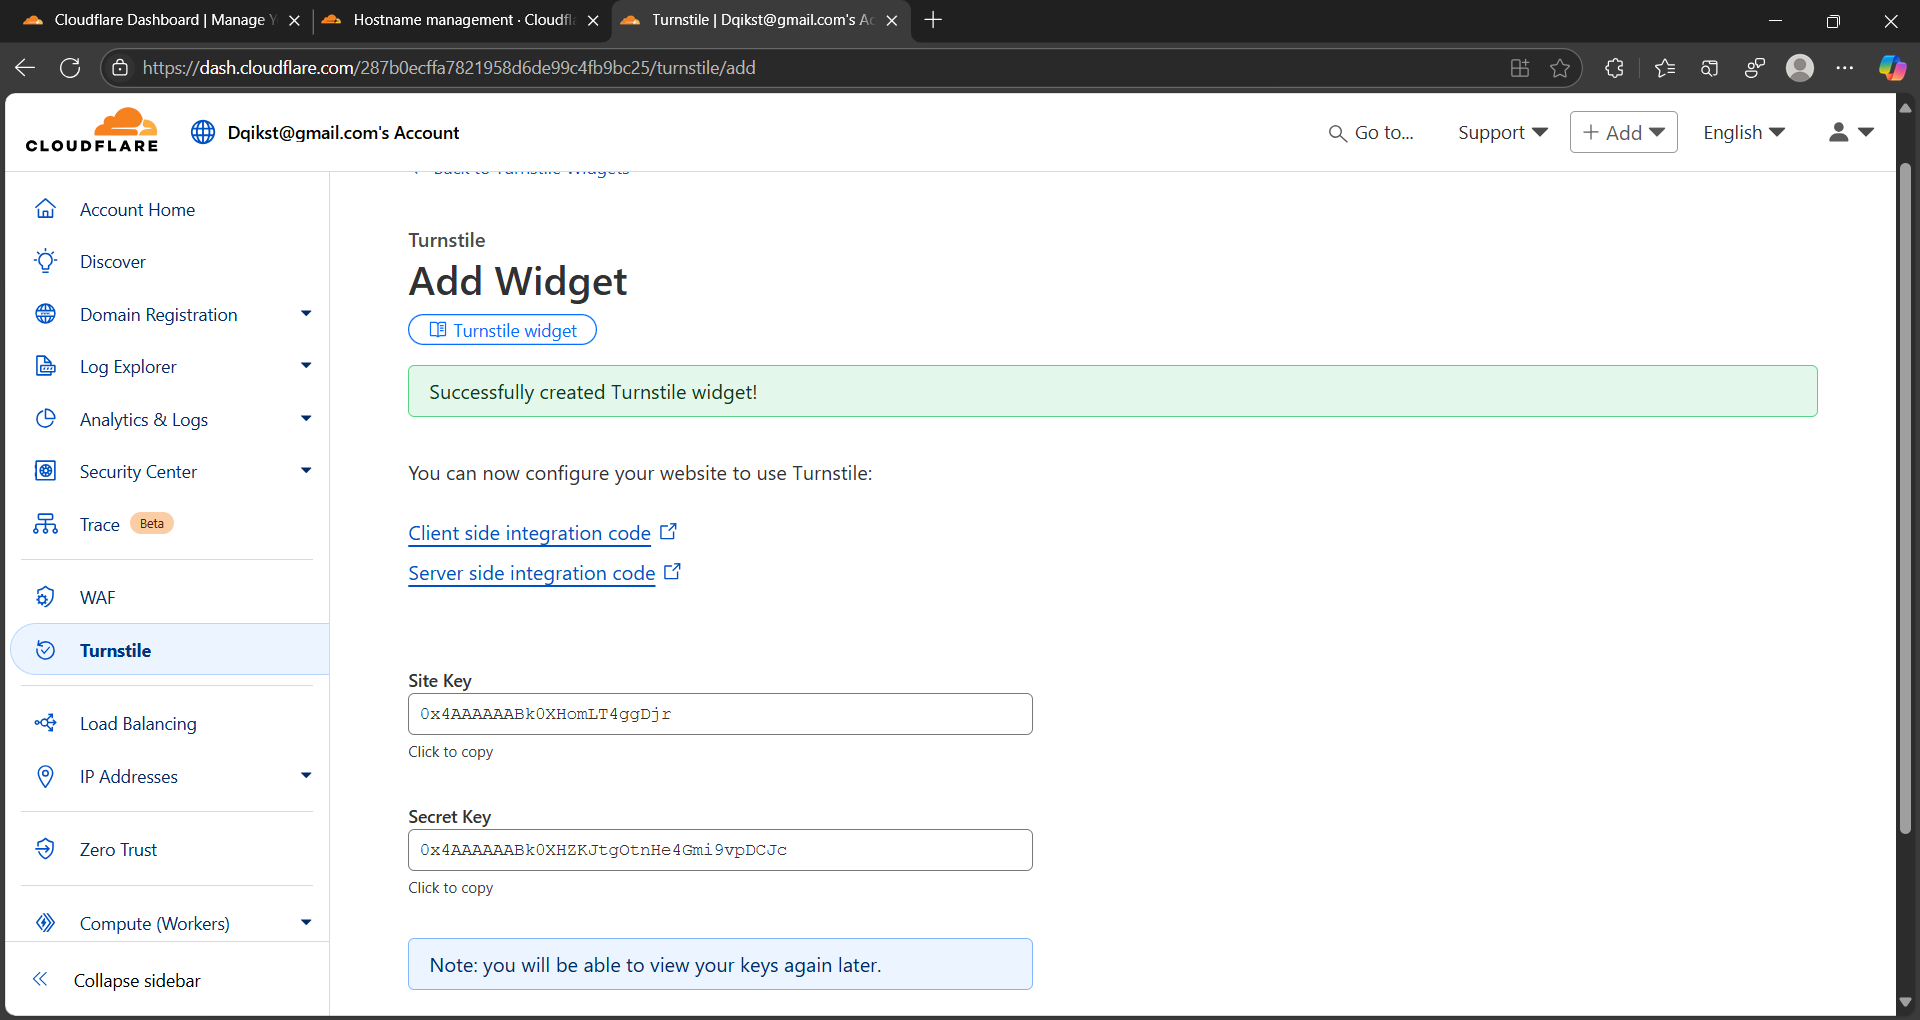 Cloudflare Dashboard | Manage Y
Hostname management · Cloudfla
Turnstile | Dqikst@gmail.com's Ac
https://dash.cloudflare.com/287b0ecffa7821958d6de99c4fb9bc25/turnstile/add
CLOUDFLARE
Dqikst@gmail.com's Account
Go to...
Support
+ Add
English
Account Home
Discover
Domain Registration
Log Explorer
Analytics & Logs
Security Center
Trace Beta
WAF
Turnstile
Load Balancing
IP Addresses
Zero Trust
Compute (Workers)
Collapse sidebar
Back to Turnstile Widgets
Turnstile
Add Widget
Turnstile widget
Successfully created Turnstile widget!
You can now configure your website to use Turnstile:
Client side integration code
Server side integration code
Site Key
0x4AAAAAABk0XHomLT4ggDjr
Click to copy
Secret Key
0x4AAAAAABk0XHZKJtgOtnHe4Gmi9vpDCJc
Click to copy
Note: you will be able to view your keys again later.